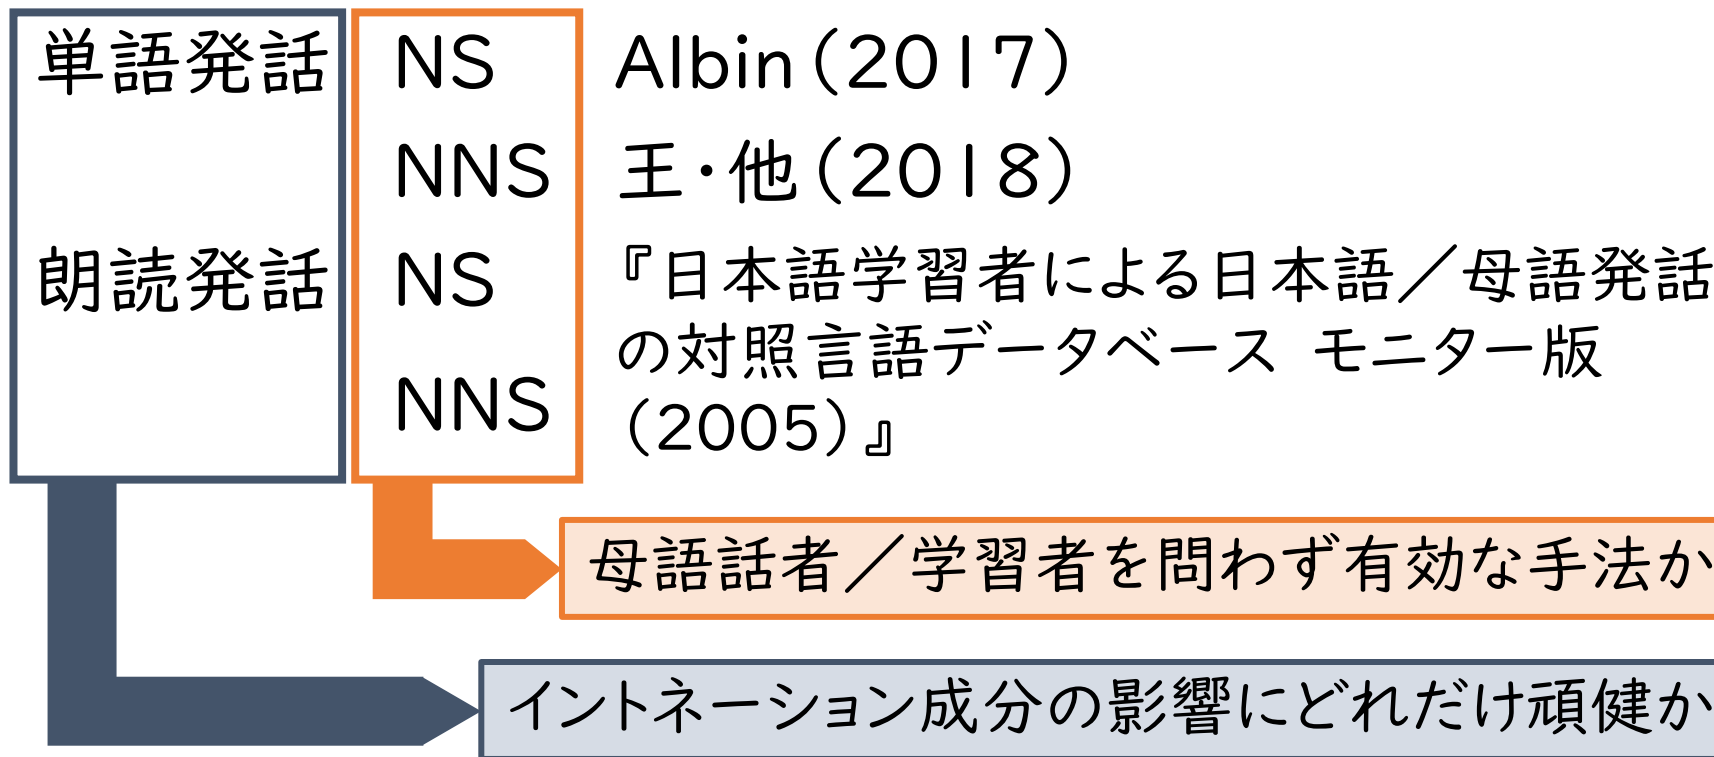 単語発話 NS Albin（2017）
NNS 王・他（2018）
朗読発話 NS 『日本語学習者による日本語／母語発話
の対照言語データベース モニター版
NNS （2005）』
母語話者／学習者を問わず有効な手法か
イントネーション成分の影響にどれだけ頑健か